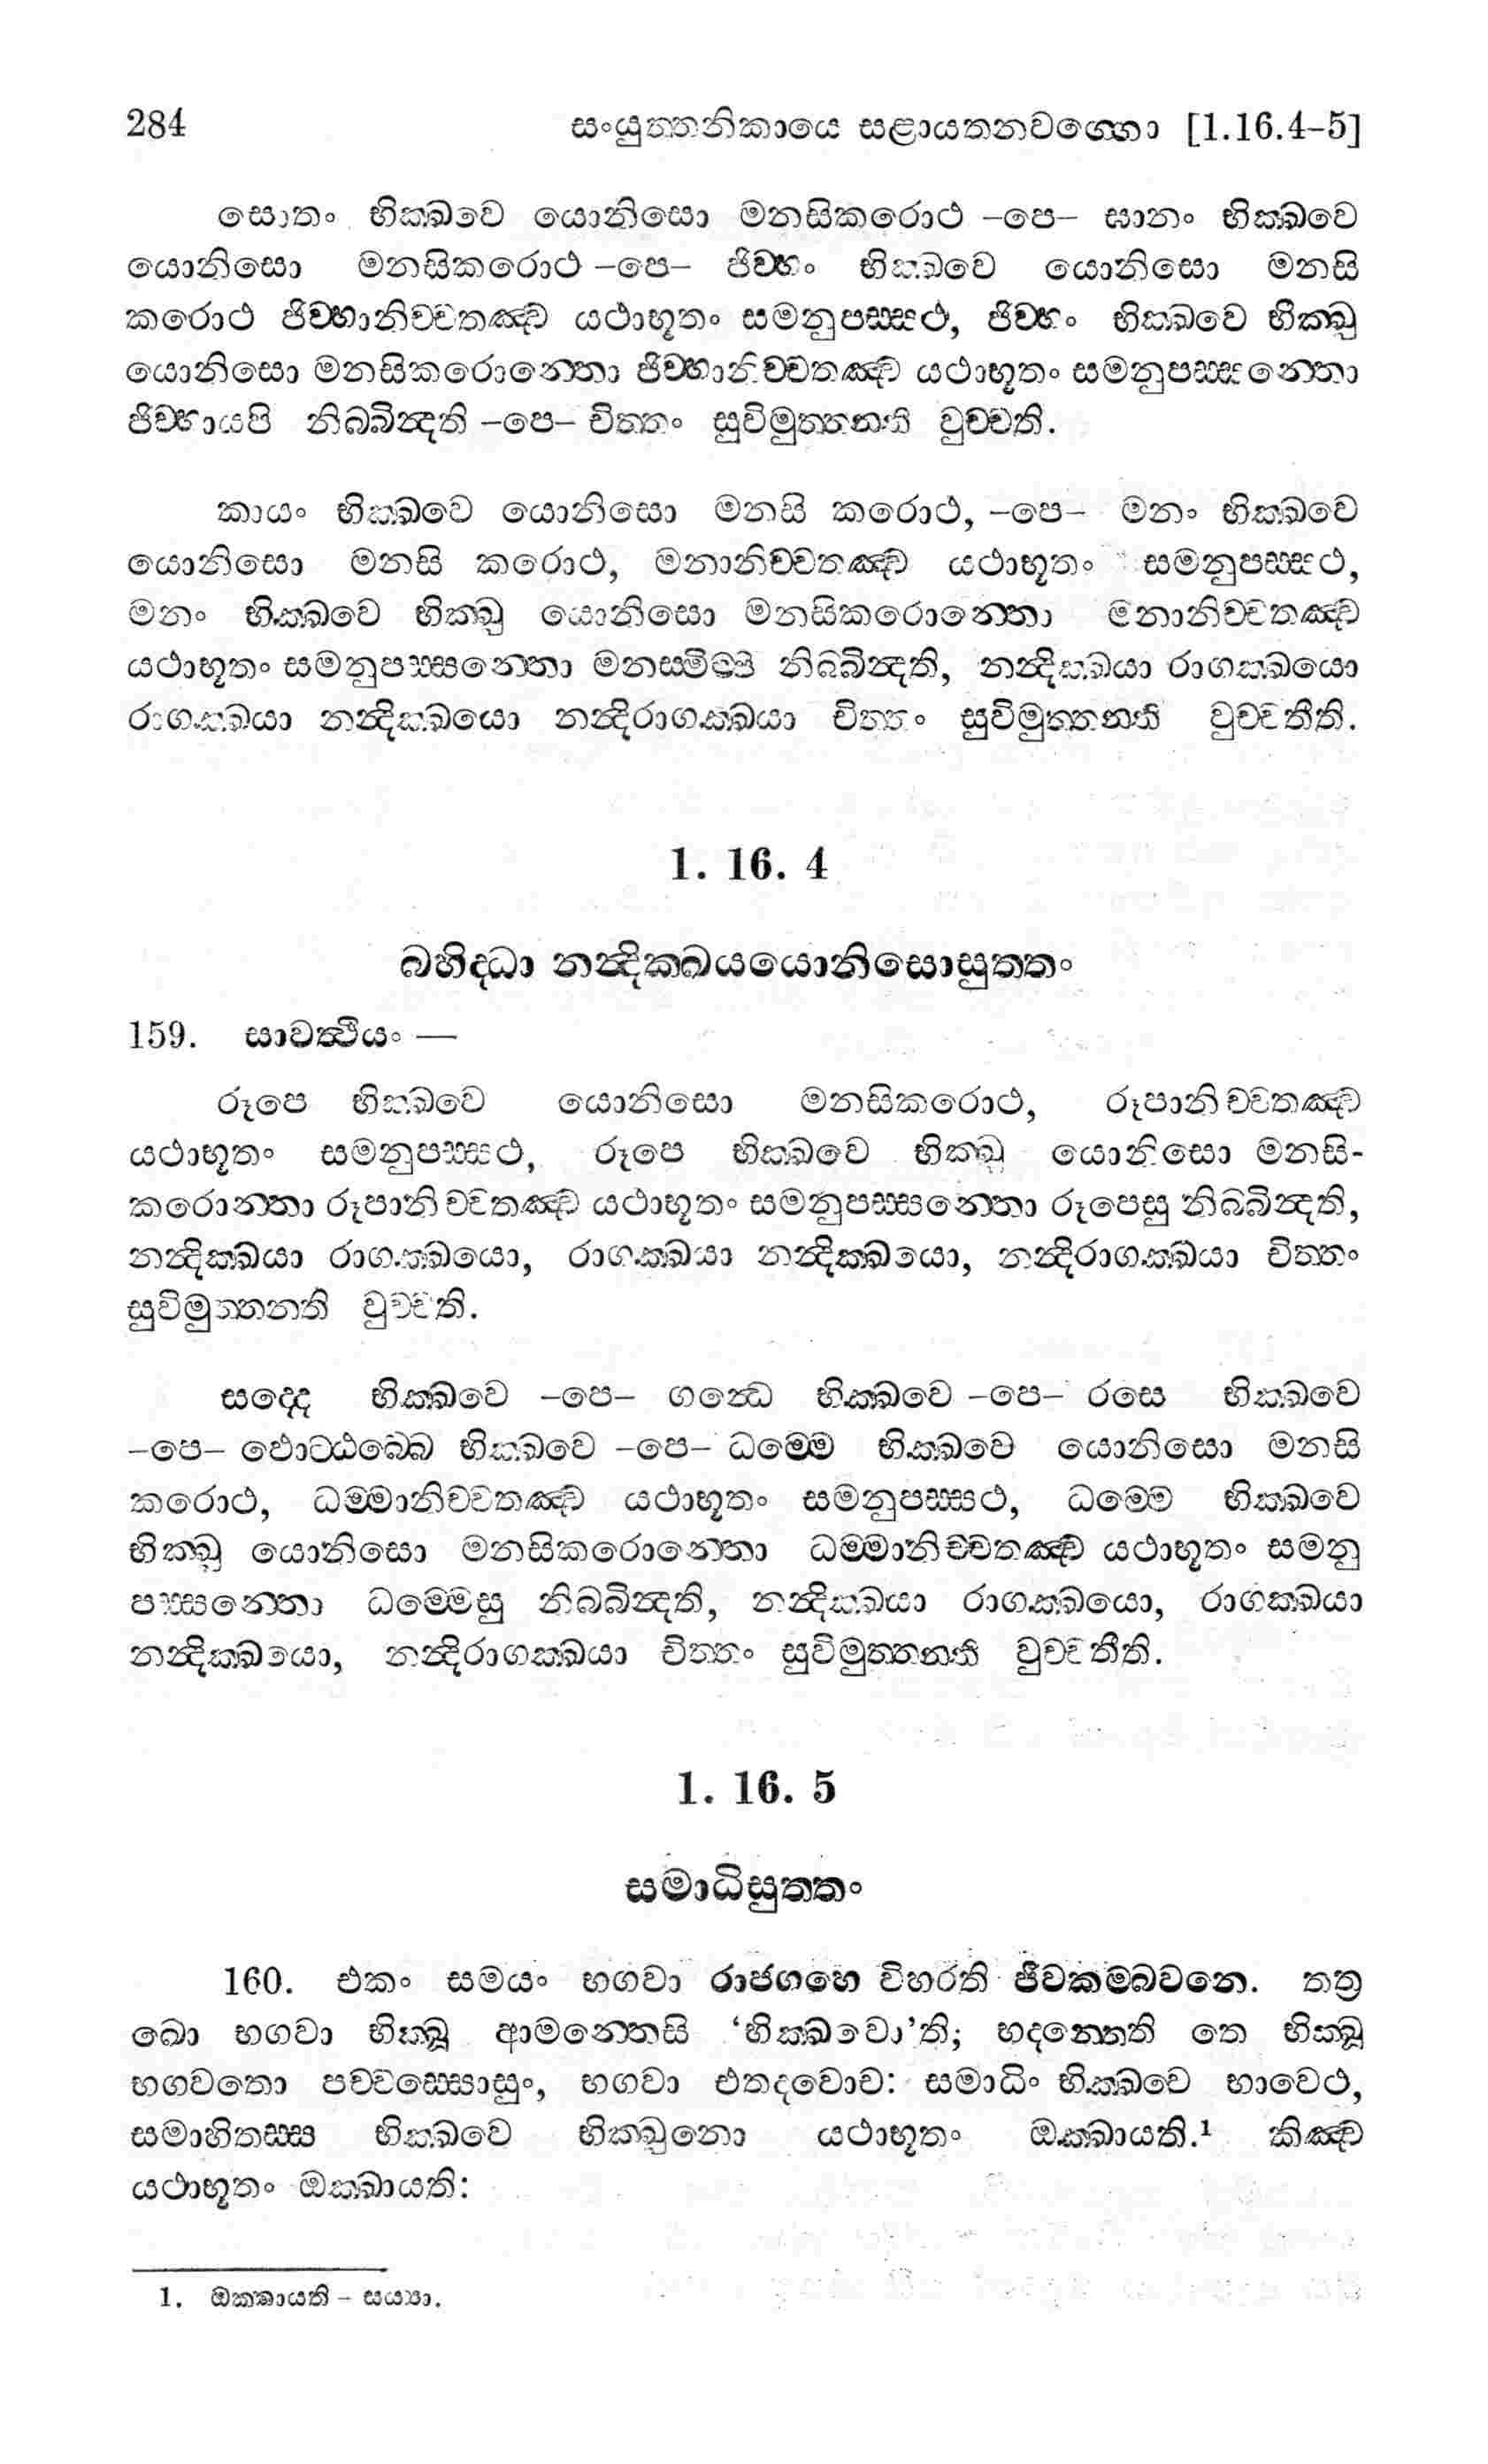 284 සංයුත්තනිකායෙ සළායතනවග්ගො [1.16.4–5]
සොතං භික්ඛවෙ යොනිසො මනසිකරොථ –පෙ– ඝානං භික්ඛවෙ
යොනිසො මනසිකරොථ –පෙ– ජිව්හං භික්ඛවෙ යොනිසො මනසි
කරොථ ජිව්හානිච්චතඤ්ච යථාභූතං සමනුපස්සථ, ජිව්හං භික්ඛවෙ භික්ඛු
යොනිසො මනසිකරොන්තො ජිව්හානිච්චතඤ්ච යථාභූතං සමනුපස්සන්තො
ජිව්හායපි නිබ්බින්දති –පෙ– චිත්තං සුවිමුත්තන්ති වුච්චති.
කායං භික්ඛවෙ යොනිසො මනසි කරොථ, –පෙ– මනං භික්ඛවෙ
යොනිසො මනසි කරොථ, මනානිච්චතඤ්ච යථාභූතං සමනුපස්සථ,
මනං භික්ඛවෙ භික්ඛු යොනිසො මනසිකරොන්තො මනානිච්චතඤ්ච
යථාභූතං සමනුපස්සන්තො මනස්මිම්පි නිබ්බින්දති, නන්දික්ඛයා රාගක්ඛයො
රාගක්ඛයා නන්දික්ඛයො නන්දිරාගක්ඛයා චිත්තං සුවිමුත්තන්ති වුච්චතීති.
1. 16. 4
බහිද්ධා නන්දික්ඛයයොනිසොසුත්තං
159. සාවත්ථියං —
රූපෙ භික්ඛවෙ යොනිසො මනසිකරොථ, රූපානිච්චතඤ්ච
යථාභූතං සමනුපස්සථ, රූපෙ භික්ඛවෙ භික්ඛු යොනිසො මනසි-
කරොන්තා රූපානිච්චතඤ්ච යථාභූතං සමනුපස්සන්තො රූපෙසු නිබ්බින්දති,
නන්දික්ඛයා රාගක්ඛයො, රාගක්ඛයා නන්දික්ඛයො, නන්දිරාගක්ඛයා චිත්තං
සුවිමුත්තනති වුච්චති.
සද්දෙ භික්ඛවෙ –පෙ– ගන්ධෙ භික්ඛවෙ –පෙ– රසෙ භික්ඛවෙ
–පෙ– ඵොට්ඨබ්බෙ භික්ඛවෙ –පෙ– ධම්මෙ භික්ඛවෙ යොනිසො මනසි
කරොථ, ධම්මානිච්චතඤ්ච යථාභූතං සමනුපස්සථ, ධම්මෙ භික්ඛවෙ
භික්ඛු යොනිසො මනසිකරොන්තො ධම්මානිච්චතඤ්ච යථාභූතං සමනු
පස්සන්තො ධම්මෙසු නිබ්බින්දති, නන්දික්ඛයා රාගක්ඛයො, රාගක්ඛයා
නන්දික්ඛයො, නන්දිරාගක්ඛයා චිත්තං සුවිමුත්තන්ති වුච්චතීති.
1. 16. 5
සමාධිසුත්තං
160. එකං සමයං භගවා රාජගහෙ විහරති ජීවකම්බවනෙ. තත්‍ර
ඛො භගවා භික්ඛූ ආමන්තෙසි ‘භික්ඛවො’ති; භදන්තෙති තෙ භික්ඛූ
භගවතො පච්චස්සොසුං, භගවා එතදවොච: සමාධිං භික්ඛවෙ භාවෙථ,
සමාහිතස්ස භික්ඛවෙ භික්ඛුනො යථාභූතං ඔක්ඛායති.¹ කිඤ්ච
යථාභූතං ඔක්ඛායති:
1. ඔක්කායති – සයා.